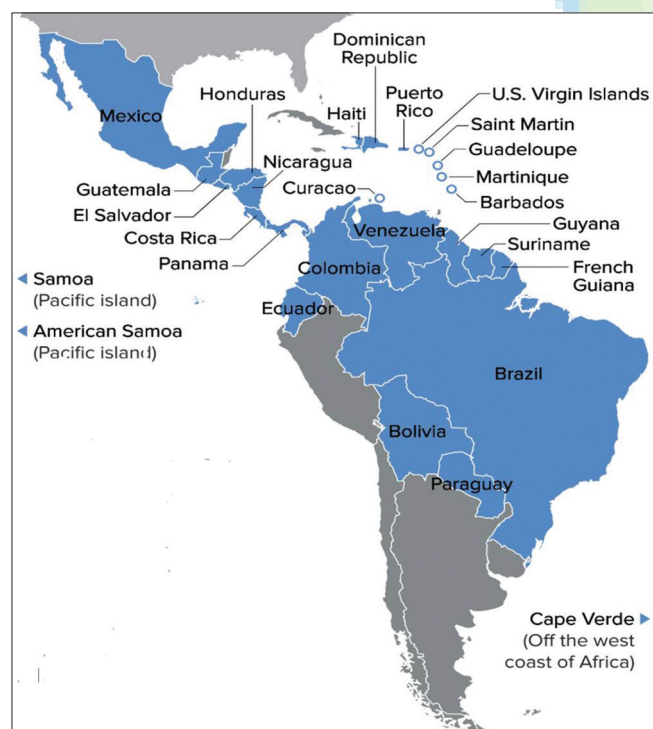 Dominican
Republic
Honduras
Haiti
Puerto
Rico
U.S. Virgin Islands
Saint Martin
Mexico
Guadeloupe
Nicaragua
Martinique
Guatemala
Curacao
Barbados
El Salvador
Guyana
Costa Rica
Venezuela
Suriname
Panama
Colombia
French
Guiana
Samoa
(Pacific island)
Ecuador
American Samoa
(Pacific island)
Brazil
Bolivia
Paraguay
Cape Verde
(Off the west
coast of Africa)